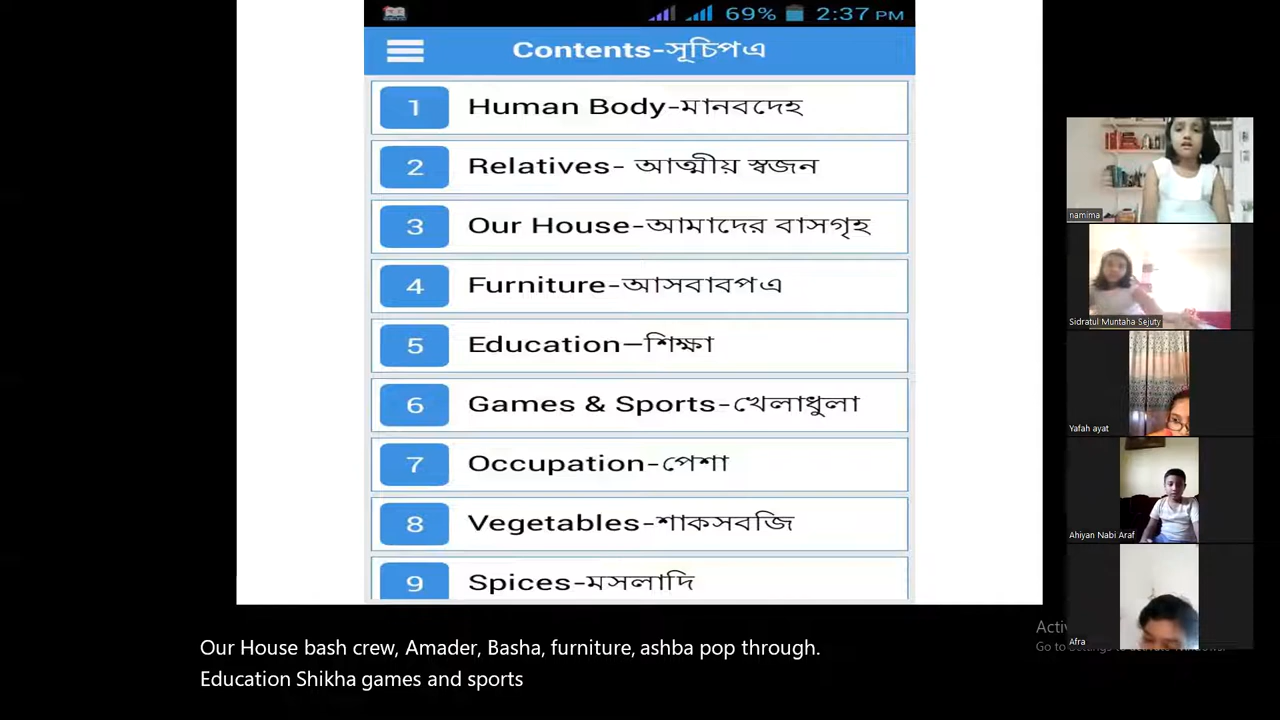 69% 2:37 PM
Contents-সূচিপএ
1 Human Body-মানবদেহ
2 Relatives- আত্মীয় স্বজন
3 Our House-আমাদের বাসগৃহ
4 Furniture-আসবাবপএ
5 Education–শিক্ষা
6 Games & Sports-খেলাধুলা
7 Occupation-পেশা
8 Vegetables-শাকসবজি
9 Spices-মসলাদি
namima
Sidratul Muntaha Sejuty
Yafah ayat
Ahiyan Nabi Araf
Afra
Our House bash crew, Amader, Basha, furniture, ashba pop through.
Education Shikha games and sports